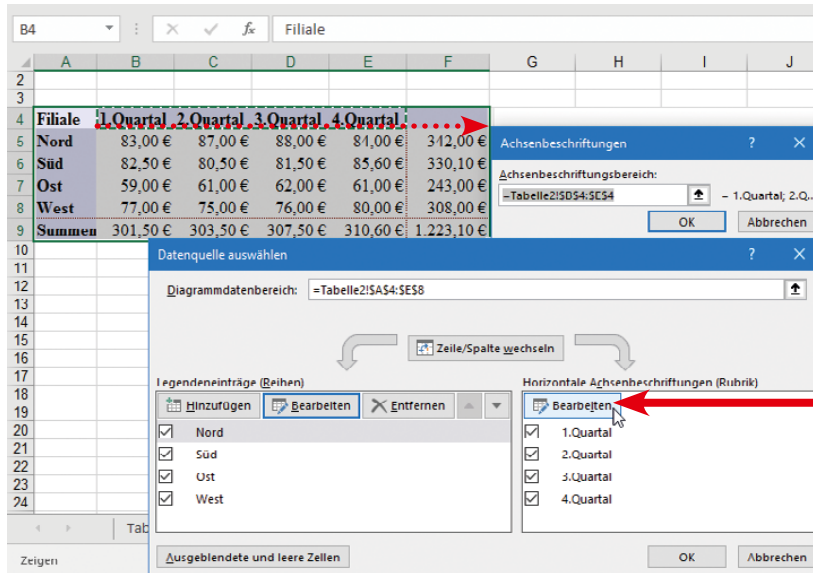 B4 fx Filiale
A B C D E F G H I J
2
3
4 Filiale 1.Quartal 2.Quartal 3.Quartal 4.Quartal
5 Nord 83,00 € 87,00 € 88,00 € 84,00 € 342,00 €
6 Süd 82,50 € 80,50 € 81,50 € 85,60 € 330,10 €
7 Ost 59,00 € 61,00 € 62,00 € 61,00 € 243,00 €
8 West 77,00 € 75,00 € 76,00 € 80,00 € 308,00 €
9 Summen 301,50 € 303,50 € 307,50 € 310,60 € 1.223,10 €
10
11
12
13
14
15
16
17
18
19
20
21
22
23
24
Achsenbeschriftungen ?
Achsenbeschriftungsbereich:
=Tabelle2!$B$4:$E$4 = 1.Quartal; 2.Q...
OK Abbrechen
Datenquelle auswählen ?
Diagrammdatenbereich: =Tabelle2!$A$4:$E$8
Zeile/Spalte wechseln
Legendeneinträge (Reihen)
Hinzufügen Bearbeiten Entfernen
Nord
Süd
Ost
West
Horizontale Achsenbeschriftungen (Rubrik)
Bearbeiten
1.Quartal
2.Quartal
3.Quartal
4.Quartal
Ausgeblendete und leere Zellen
OK Abbrechen
Tab
Zeigen